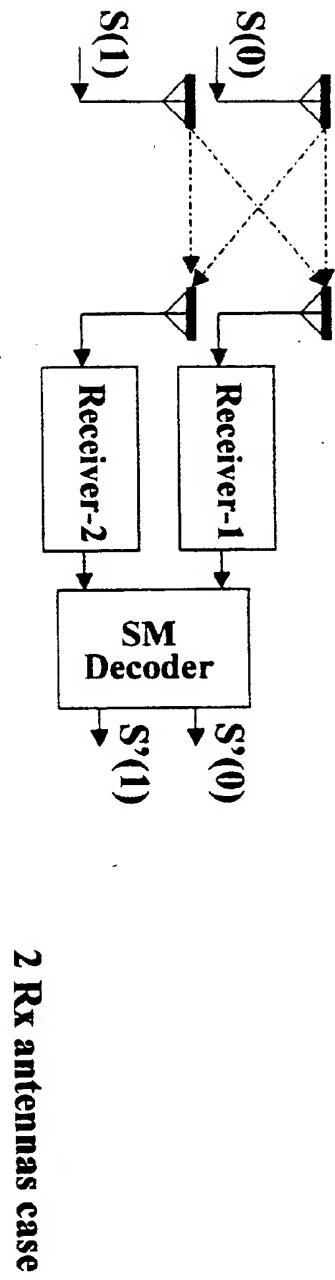 S(0)
S(1)
Receiver-1
Receiver-2
SM
Decoder
S'(0)
S'(1)
2 Rx antennas case